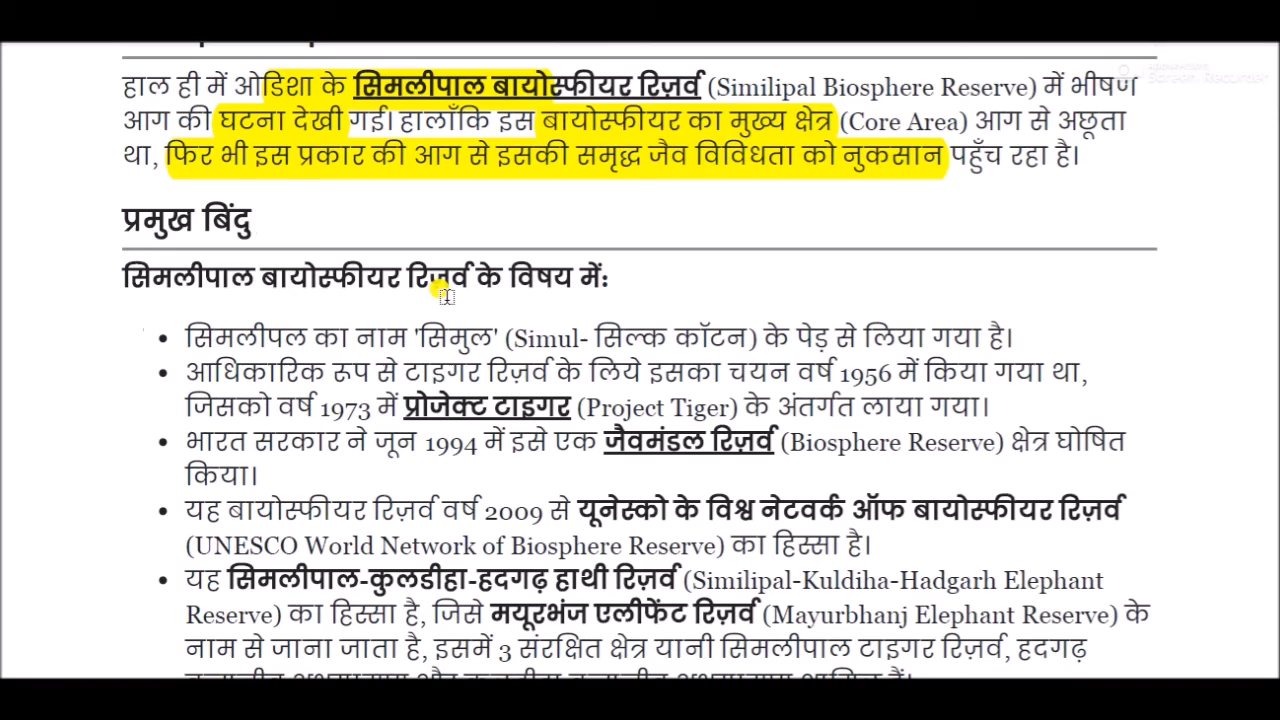 हाल ही में ओडिशा के सिमलीपाल बायोस्फीयर रिज़र्व (Similipal Biosphere Reserve) में भीषण
आग की घटना देखी गई। हालाँकि इस बायोस्फीयर का मुख्य क्षेत्र (Core Area) आग से अछूता
था, फिर भी इस प्रकार की आग से इसकी समृद्ध जैव विविधता को नुकसान पहुँच रहा है।
प्रमुख बिंदु
सिमलीपाल बायोस्फीयर रिज़र्व के विषय में:
• सिमलीपल का नाम 'सिमुल' (Simul- सिल्क कॉटन) के पेड़ से लिया गया है।
• आधिकारिक रूप से टाइगर रिज़र्व के लिये इसका चयन वर्ष 1956 में किया गया था,
जिसको वर्ष 1973 में प्रोजेक्ट टाइगर (Project Tiger) के अंतर्गत लाया गया।
• भारत सरकार ने जून 1994 में इसे एक जैवमंडल रिज़र्व (Biosphere Reserve) क्षेत्र घोषित
किया।
• यह बायोस्फीयर रिज़र्व वर्ष 2009 से यूनेस्को के विश्व नेटवर्क ऑफ बायोस्फीयर रिज़र्व
(UNESCO World Network of Biosphere Reserve) का हिस्सा है।
• यह सिमलीपाल-कुलडीहा-हदगढ़ हाथी रिज़र्व (Similipal-Kuldiha-Hadgarh Elephant
Reserve) का हिस्सा है, जिसे मयूरभंज एलीफेंट रिज़र्व (Mayurbhanj Elephant Reserve) के
नाम से जाना जाता है, इसमें 3 संरक्षित क्षेत्र यानी सिमलीपाल टाइगर रिज़र्व, हदगढ़